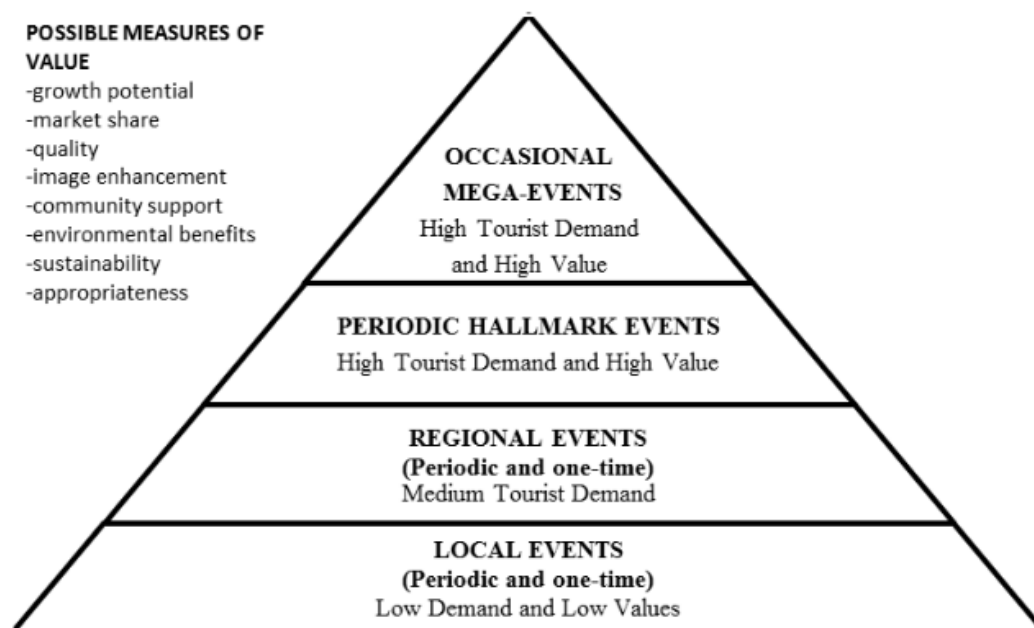 POSSIBLE MEASURES OF
VALUE
-growth potential
-market share
-quality
-image enhancement
-community support
-environmental benefits
-sustainability
-appropriateness
OCCASIONAL
MEGA-EVENTS
High Tourist Demand
and High Value
PERIODIC HALLMARK EVENTS
High Tourist Demand and High Value
REGIONAL EVENTS
(Periodic and one-time)
Medium Tourist Demand
LOCAL EVENTS
(Periodic and one-time)
Low Demand and Low Values